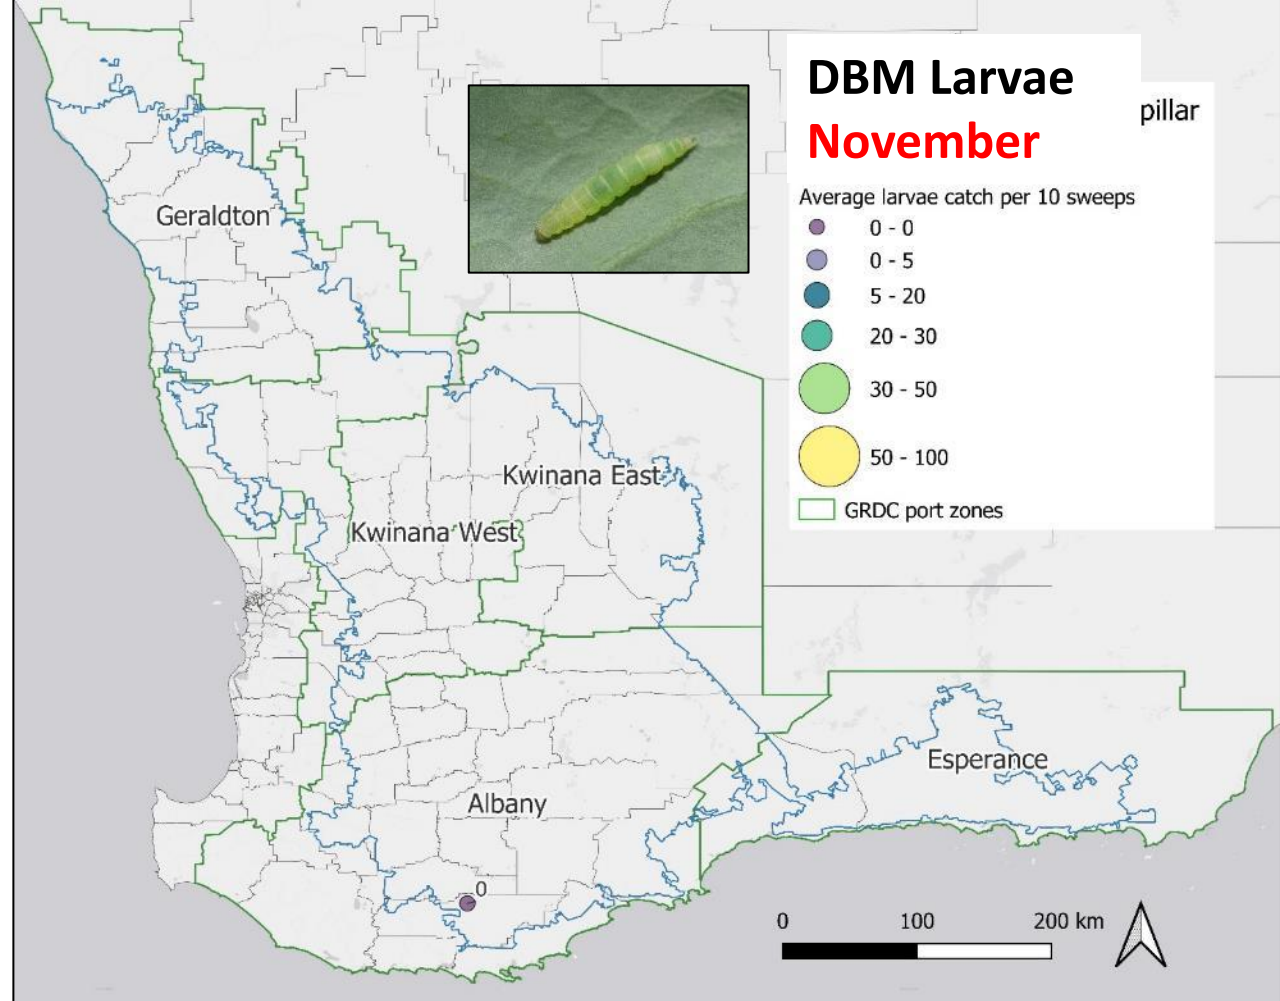 DBM Larvae
November
pillar
Average larvae catch per 10 sweeps
0 - 0
0 - 5
5 - 20
20 - 30
30 - 50
50 - 100
GRDC port zones
Geraldton
Kwinana East
Kwinana West
Esperance
Albany
0
0 100 200 km